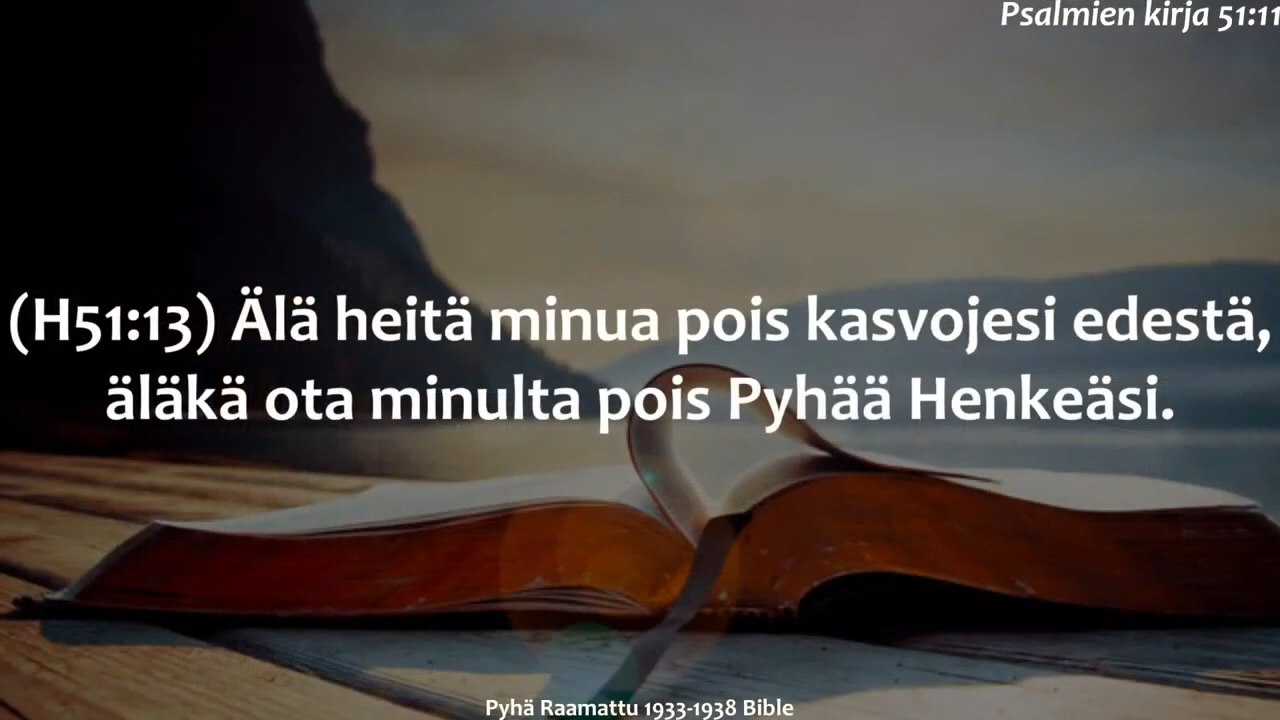 Psalmien kirja 51:11
(H51:13) Älä heitä minua pois kasvojesi edestä,
äläkä ota minulta pois Pyhää Henkeäsi.
Pyhä Raamattu 1933-1938 Bible